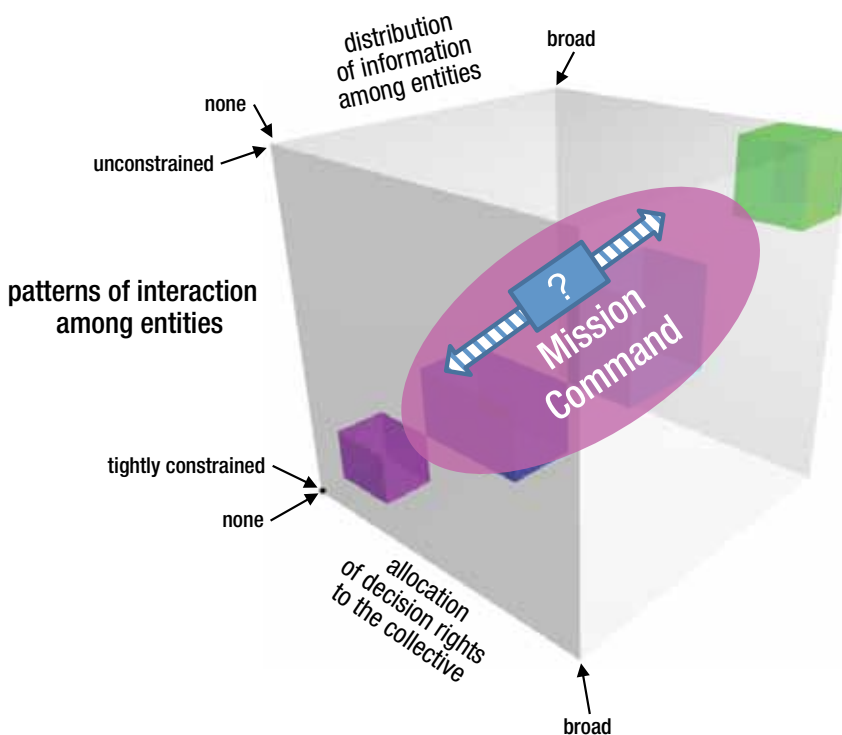 distribution
of information
among entities
broad
none
unconstrained
patterns of interaction
among entities
?
Mission
Command
tightly constrained
none
allocation
of decision rights
to the collective
broad